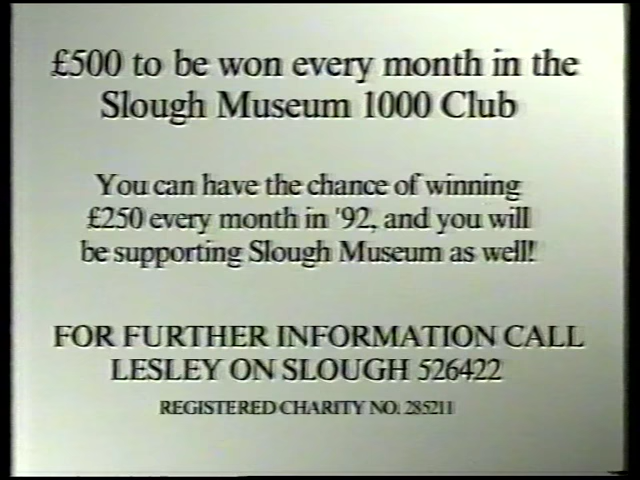 £500 to be won every month in the
Slough Museum 1000 Club
You can have the chance of winning
£250 every month in '92, and you will
be supporting Slough Museum as well!
FOR FURTHER INFORMATION CALL
LESLEY ON SLOUGH 526422
REGISTERED CHARITY NO. 285211